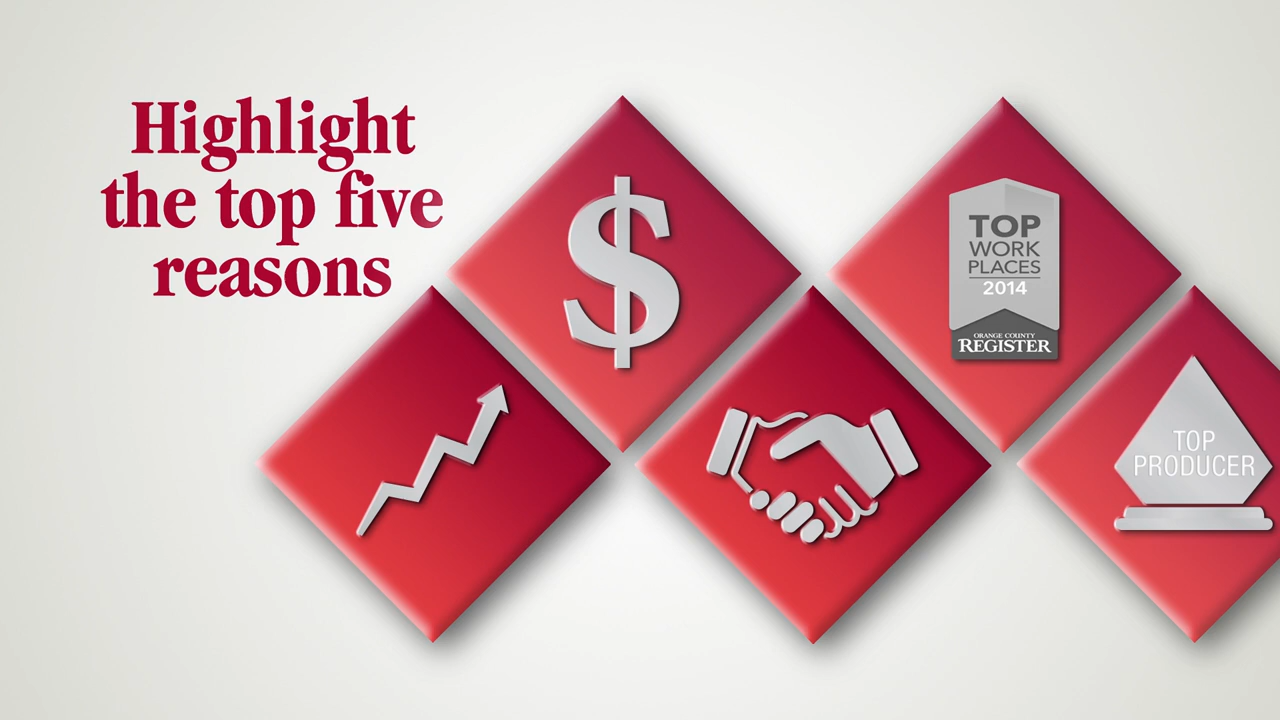 Highlight
the top five
reasons
$
TOP
WORK
PLACES
2014
ORANGE COUNTY
REGISTER
TOP
PRODUCER